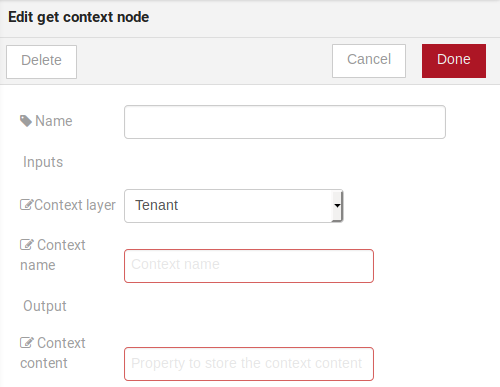 Edit get context node
Delete
Cancel
Done
Name
Inputs
Context layer
Tenant
Context
name
Context name
Output
Context
content
Property to store the context content